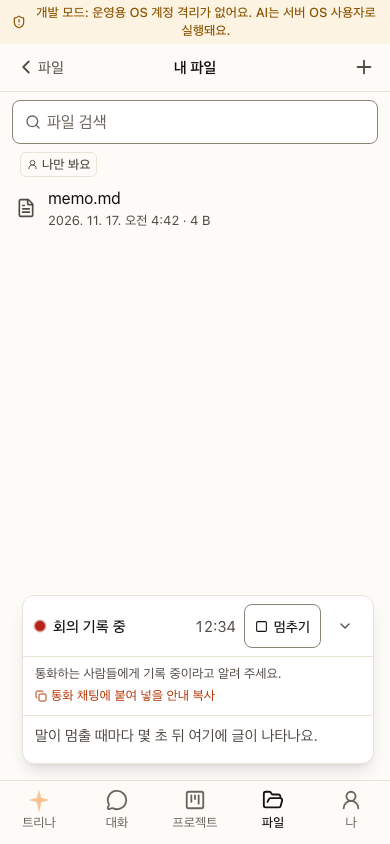 개발 모드: 운영용 OS 계정 격리가 없어요. AI는 서버 OS 사용자로
실행돼요.
파일
내 파일
파일 검색
나만 봐요
memo.md
2026. 11. 17. 오전 4:42 · 4 B
회의 기록 중
12:34
멈추기
통화하는 사람들에게 기록 중이라고 알려 주세요.
통화 채팅에 붙여 넣을 안내 복사
말이 멈출 때마다 몇 초 뒤 여기에 글이 나타나요.
트리나
대화
프로젝트
파일
나